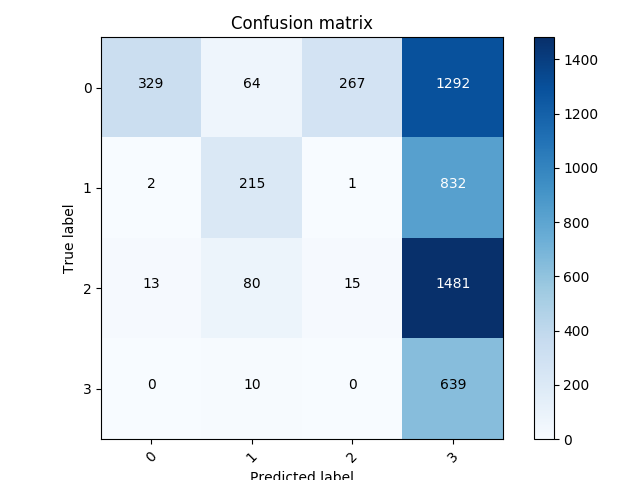 Confusion matrix
0 329 64 267 1292
1 2 215 1 832
2 13 80 15 1481
3 0 10 0 639
0 1 2 3
True label
Predicted label
1400
1200
1000
800
600
400
200
0